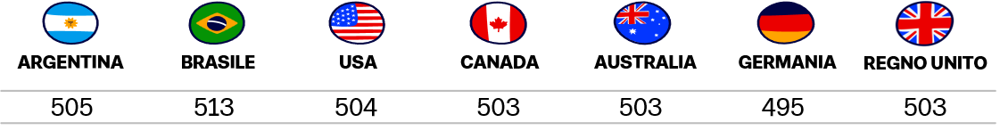 ARGENTINA BRASILE USA CANADA AUSTRALIA GERMANIA REGNO UNITO
505 513 504 503 503 495 503